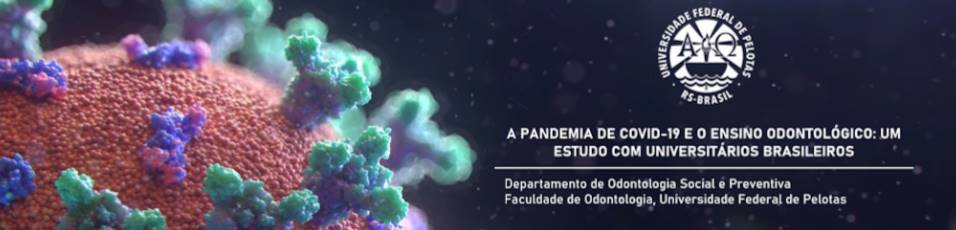 UNIVERSIDADE FEDERAL DE PELOTAS
RS-BRASIL
A PANDEMIA DE COVID-19 E O ENSINO ODONTOLÓGICO: UM
ESTUDO COM UNIVERSITÁRIOS BRASILEIROS
Departamento de Odontologia Social e Preventiva
Faculdade de Odontologia, Universidade Federal de Pelotas